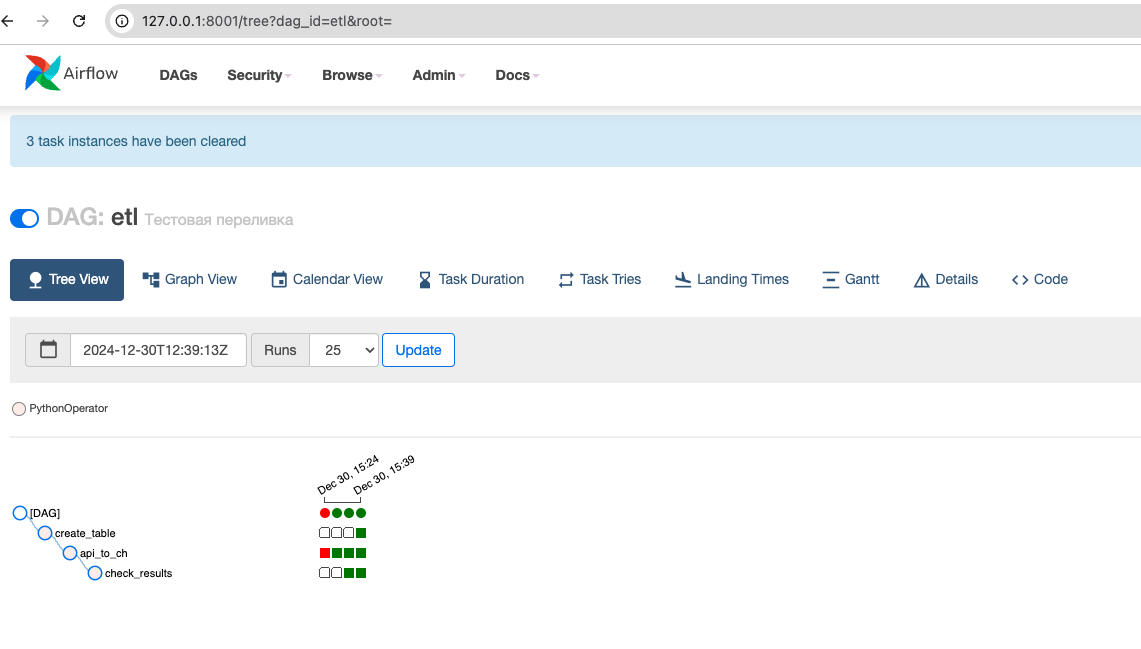 127.0.0.1:8001/tree?dag_id=etl&root=
Airflow DAGs Security Browse Admin Docs
3 task instances have been cleared
DAG: etl Тестовая переливка
Tree View Graph View Calendar View Task Duration Task Tries Landing Times Gantt Details Code
2024-12-30T12:39:13Z Runs 25 Update
PythonOperator
Dec 30, 15:24 Dec 30, 15:39
[DAG]
create_table
api_to_ch
check_results